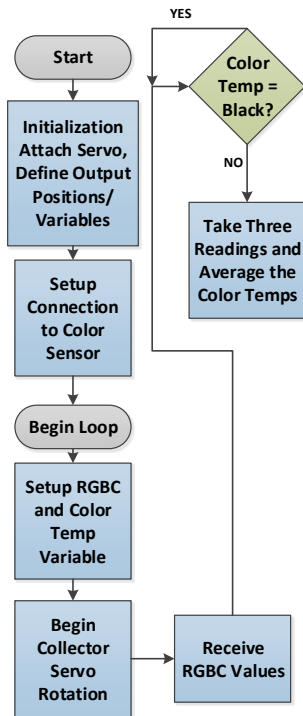 Start
Initialization
Attach Servo,
Define Output
Positions/
Variables
Setup
Connection
to Color
Sensor
Begin Loop
Setup RGBC
and Color
Temp
Variable
Begin
Collector
Servo
Rotation
Receive
RGBC Values
YES
Color
Temp =
Black?
NO
Take Three
Readings and
Average the
Color Temps